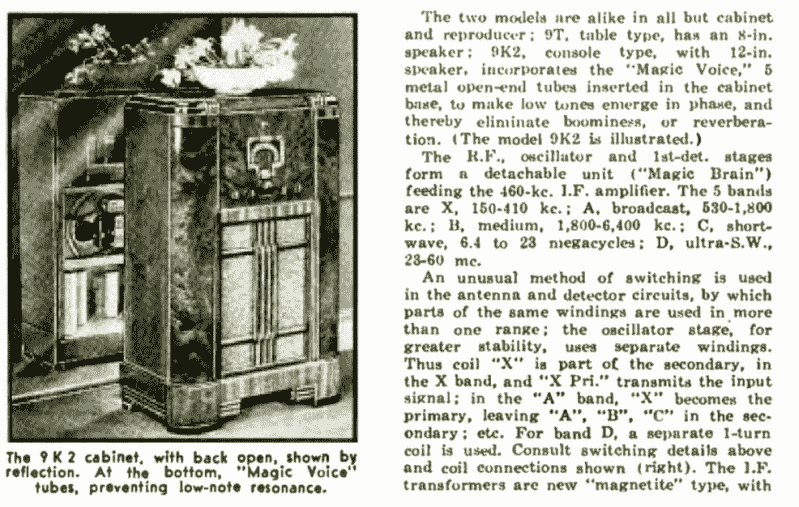 The 9K2 cabinet, with back open, shown by
reflection. At the bottom, "Magic Voice"
tubes, preventing low-note resonance.
The two models are alike in all but cabinet
and reproducer; 9T, table type, has an 8-in.
speaker; 9K2, console type, with 12-in.
speaker, incorporates the "Magic Voice," 5
metal open-end tubes inserted in the cabinet
base, to make low tones emerge in phase, and
thereby eliminate boominess, or reverbera-
tion. (The model 9K2 is illustrated.)
The R.F., oscillator and 1st-det. stages
form a detachable unit ("Magic Brain")
feeding the 460-kc. I.F. amplifier. The 5 bands
are X, 150-410 kc.; A, broadcast, 530-1,800
kc.; B, medium, 1,800-6,400 kc.; C, short-
wave, 6.4 to 23 megacycles; D, ultra-S.W.,
23-60 mc.
An unusual method of switching is used
in the antenna and detector circuits, by which
parts of the same windings are used in more
than one range; the oscillator stage, for
greater stability, uses separate windings.
Thus coil "X" is part of the secondary, in
the X band, and "X Pri." transmits the input
signal; in the "A" band, "X" becomes the
primary, leaving "A", "B", "C" in the sec-
ondary; etc. For band D, a separate 1-turn
coil is used. Consult switching details above
and coil connections shown (right). The I.F.
transformers are new "magnetite" type, with